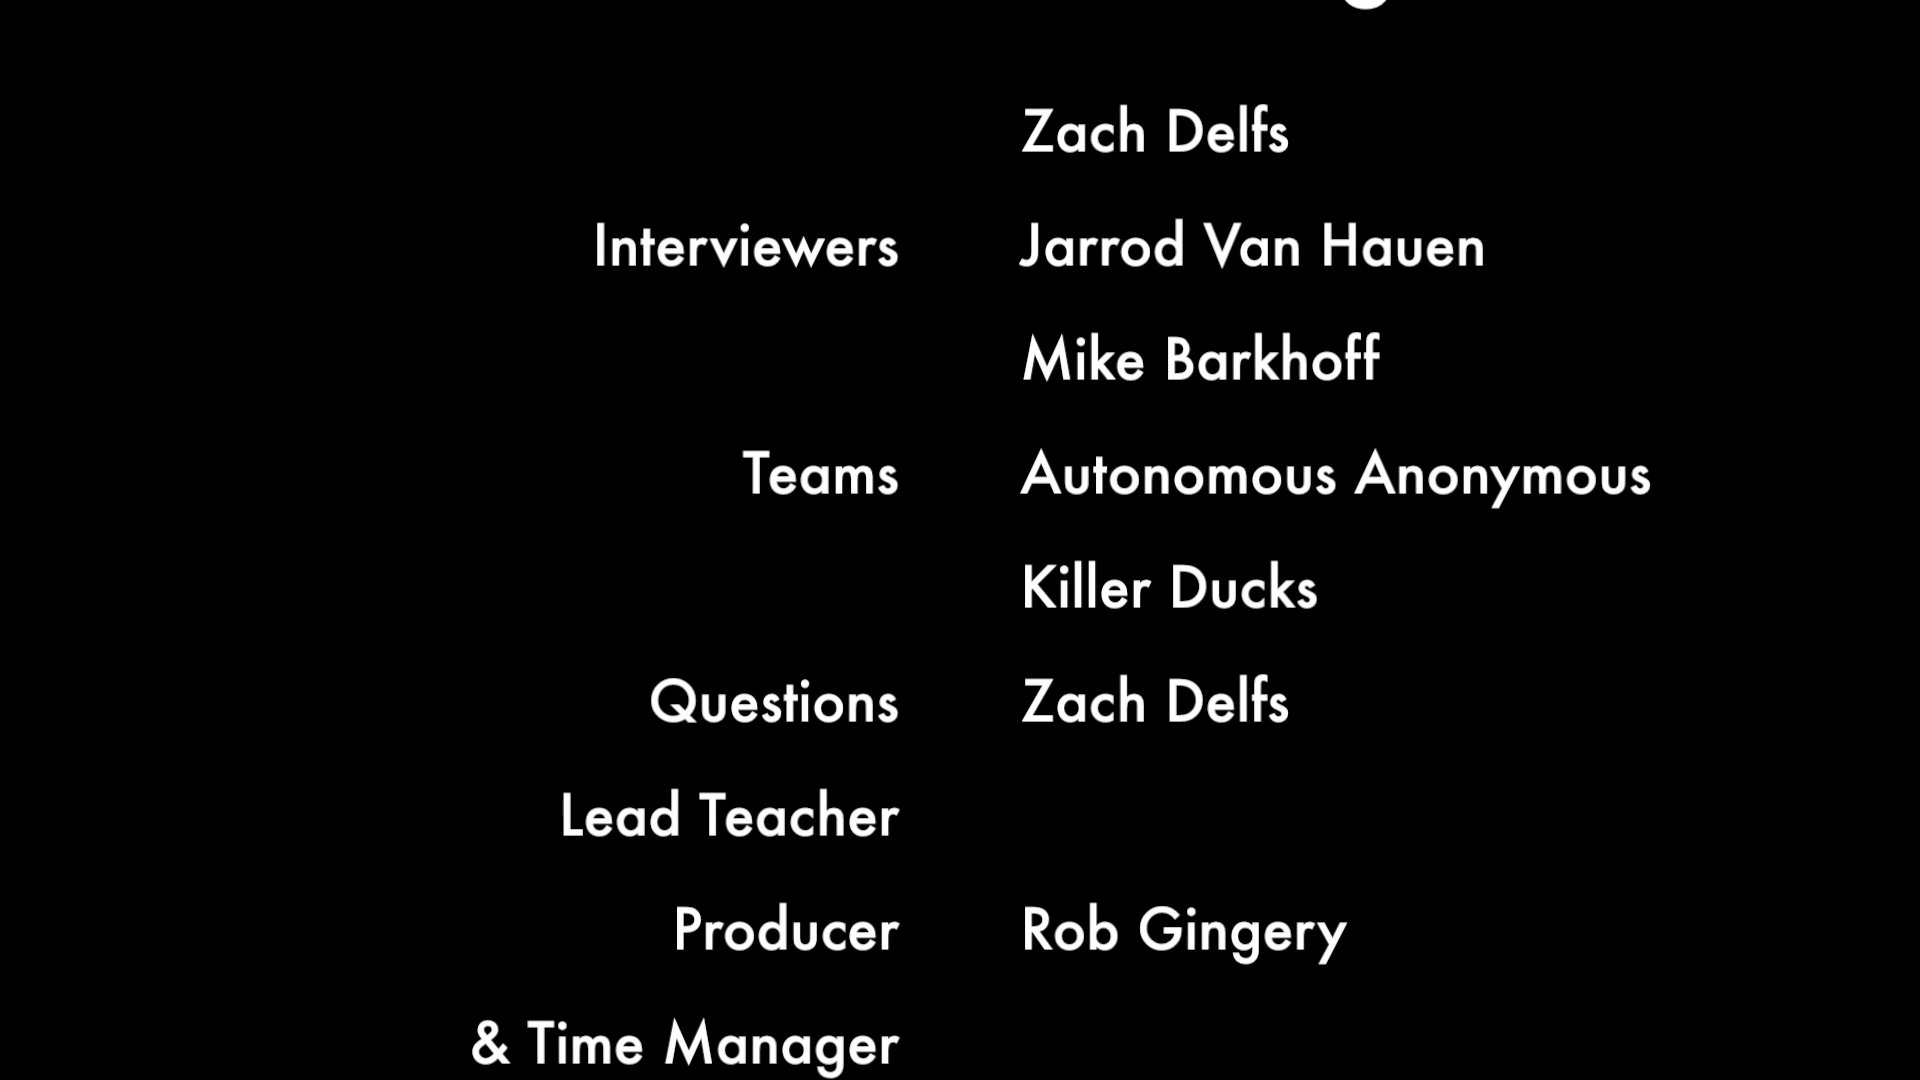 Zach Delfs
Interviewers Jarrod Van Hauen
Mike Barkhoff
Teams Autonomous Anonymous
Killer Ducks
Questions Zach Delfs
Lead Teacher
Producer Rob Gingery
& Time Manager